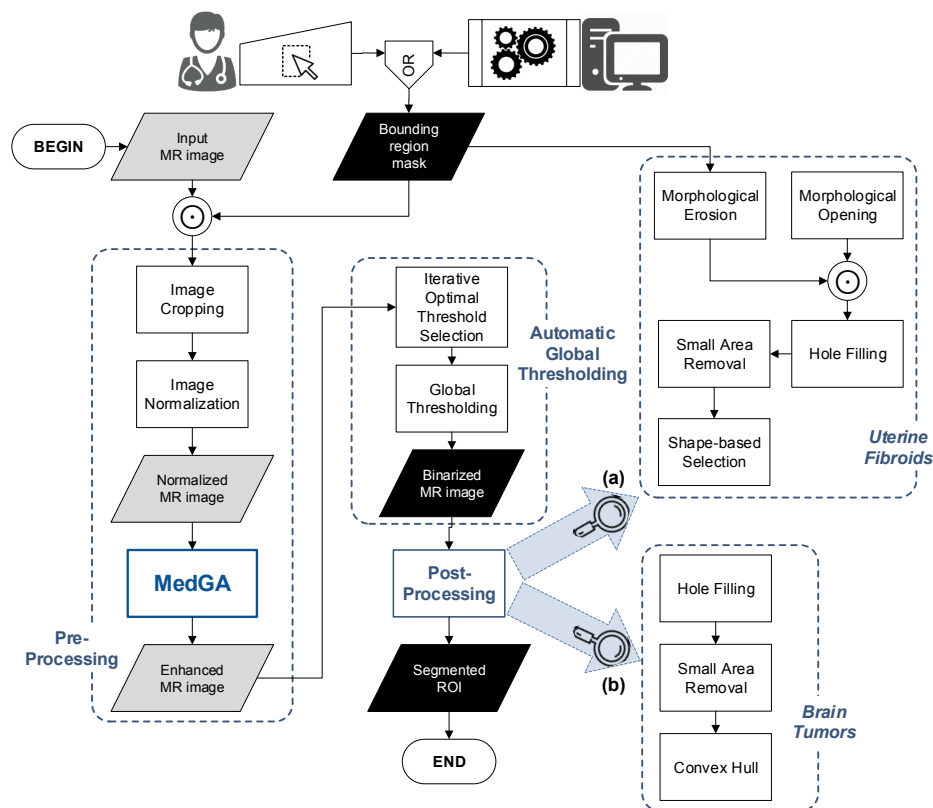 OR
BEGIN
Input
MR image
Bounding
region
mask
Image
Cropping
Image
Normalization
Normalized
MR image
MedGA
Pre-
Processing
Enhanced
MR image
Iterative
Optimal
Threshold
Selection
Automatic
Global
Thresholding
Global
Thresholding
Binarized
MR image
Post-
Processing
Segmented
ROI
END
(a)
Morphological
Erosion
Morphological
Opening
Small Area
Removal
Hole Filling
Shape-based
Selection
Uterine
Fibroids
(b)
Hole Filling
Small Area
Removal
Convex Hull
Brain
Tumors